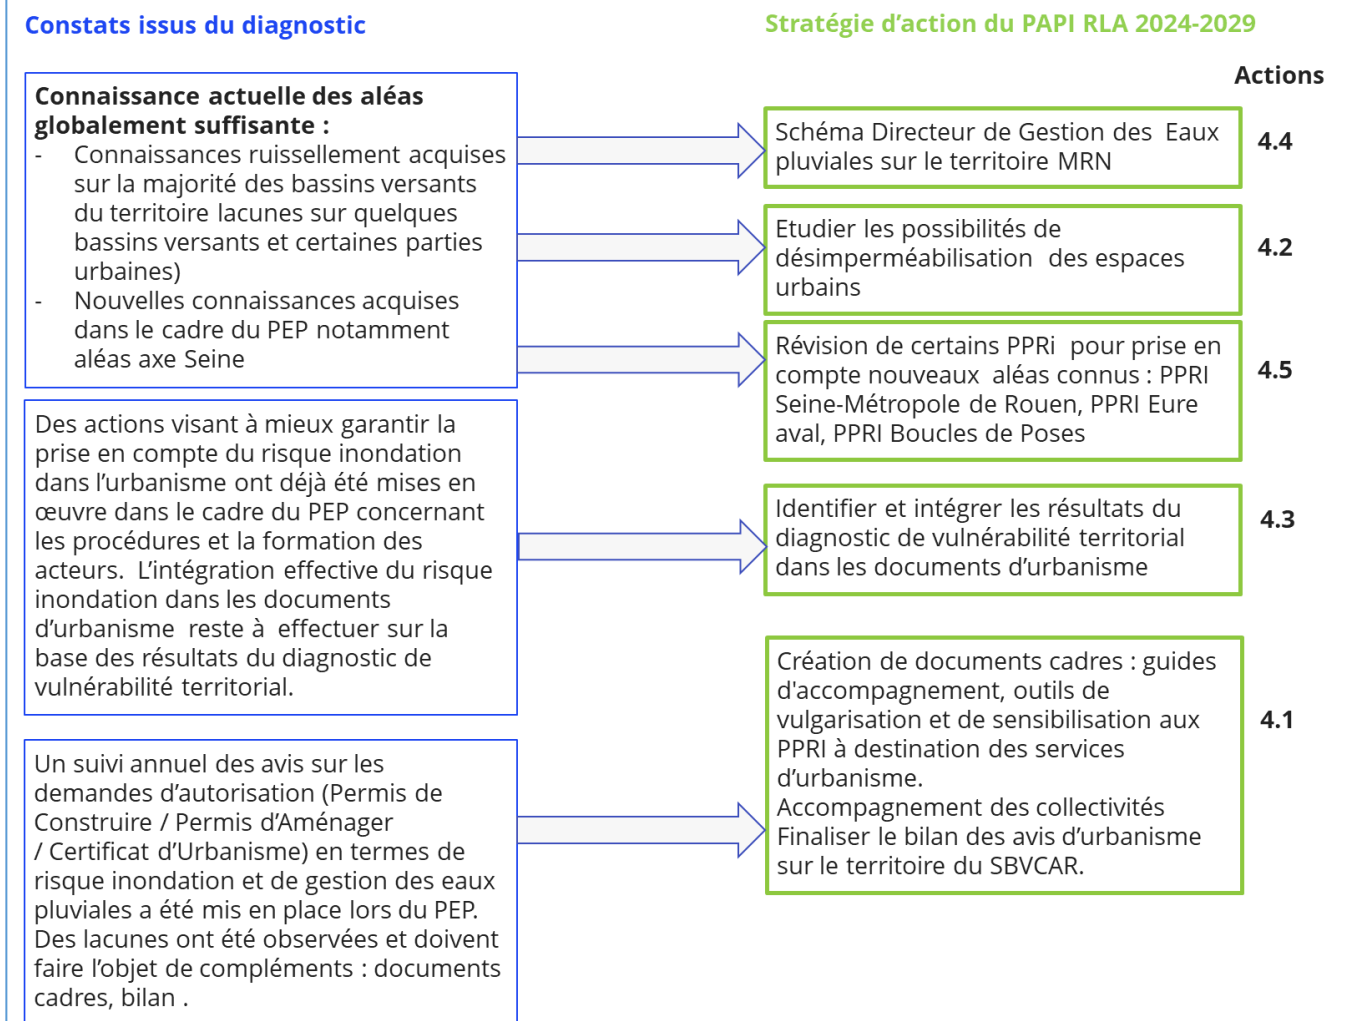 Constats issus du diagnostic
Stratégie d’action du PAPI RLA 2024-2029
Actions
Connaissance actuelle des aléas
globalement suffisante :
- Connaissances ruissellement acquises
sur la majorité des bassins versants
du territoire lacunes sur quelques
bassins versants et certaines parties
urbaines)
- Nouvelles connaissances acquises
dans le cadre du PEP notamment
aléas axe Seine
Schéma Directeur de Gestion des Eaux
pluviales sur le territoire MRN
4.4
Etudier les possibilités de
désimperméabilisation des espaces
urbains
4.2
Révision de certains PPRi pour prise en
compte nouveaux aléas connus : PPRI
Seine-Métropole de Rouen, PPRI Eure
aval, PPRI Boucles de Poses
4.5
Des actions visant à mieux garantir la
prise en compte du risque inondation
dans l’urbanisme ont déjà été mises en
œuvre dans le cadre du PEP concernant
les procédures et la formation des
acteurs. L’intégration effective du risque
inondation dans les documents
d’urbanisme reste à effectuer sur la
base des résultats du diagnostic de
vulnérabilité territorial.
Identifier et intégrer les résultats du
diagnostic de vulnérabilité territorial
dans les documents d’urbanisme
4.3
Un suivi annuel des avis sur les
demandes d’autorisation (Permis de
Construire / Permis d’Aménager
/ Certificat d’Urbanisme) en termes de
risque inondation et de gestion des eaux
pluviales a été mis en place lors du PEP.
Des lacunes ont été observées et doivent
faire l’objet de compléments : documents
cadres, bilan .
Création de documents cadres : guides
d'accompagnement, outils de
vulgarisation et de sensibilisation aux
PPRI à destination des services
d’urbanisme.
Accompagnement des collectivités
Finaliser le bilan des avis d’urbanisme
sur le territoire du SBVCAR.
4.1